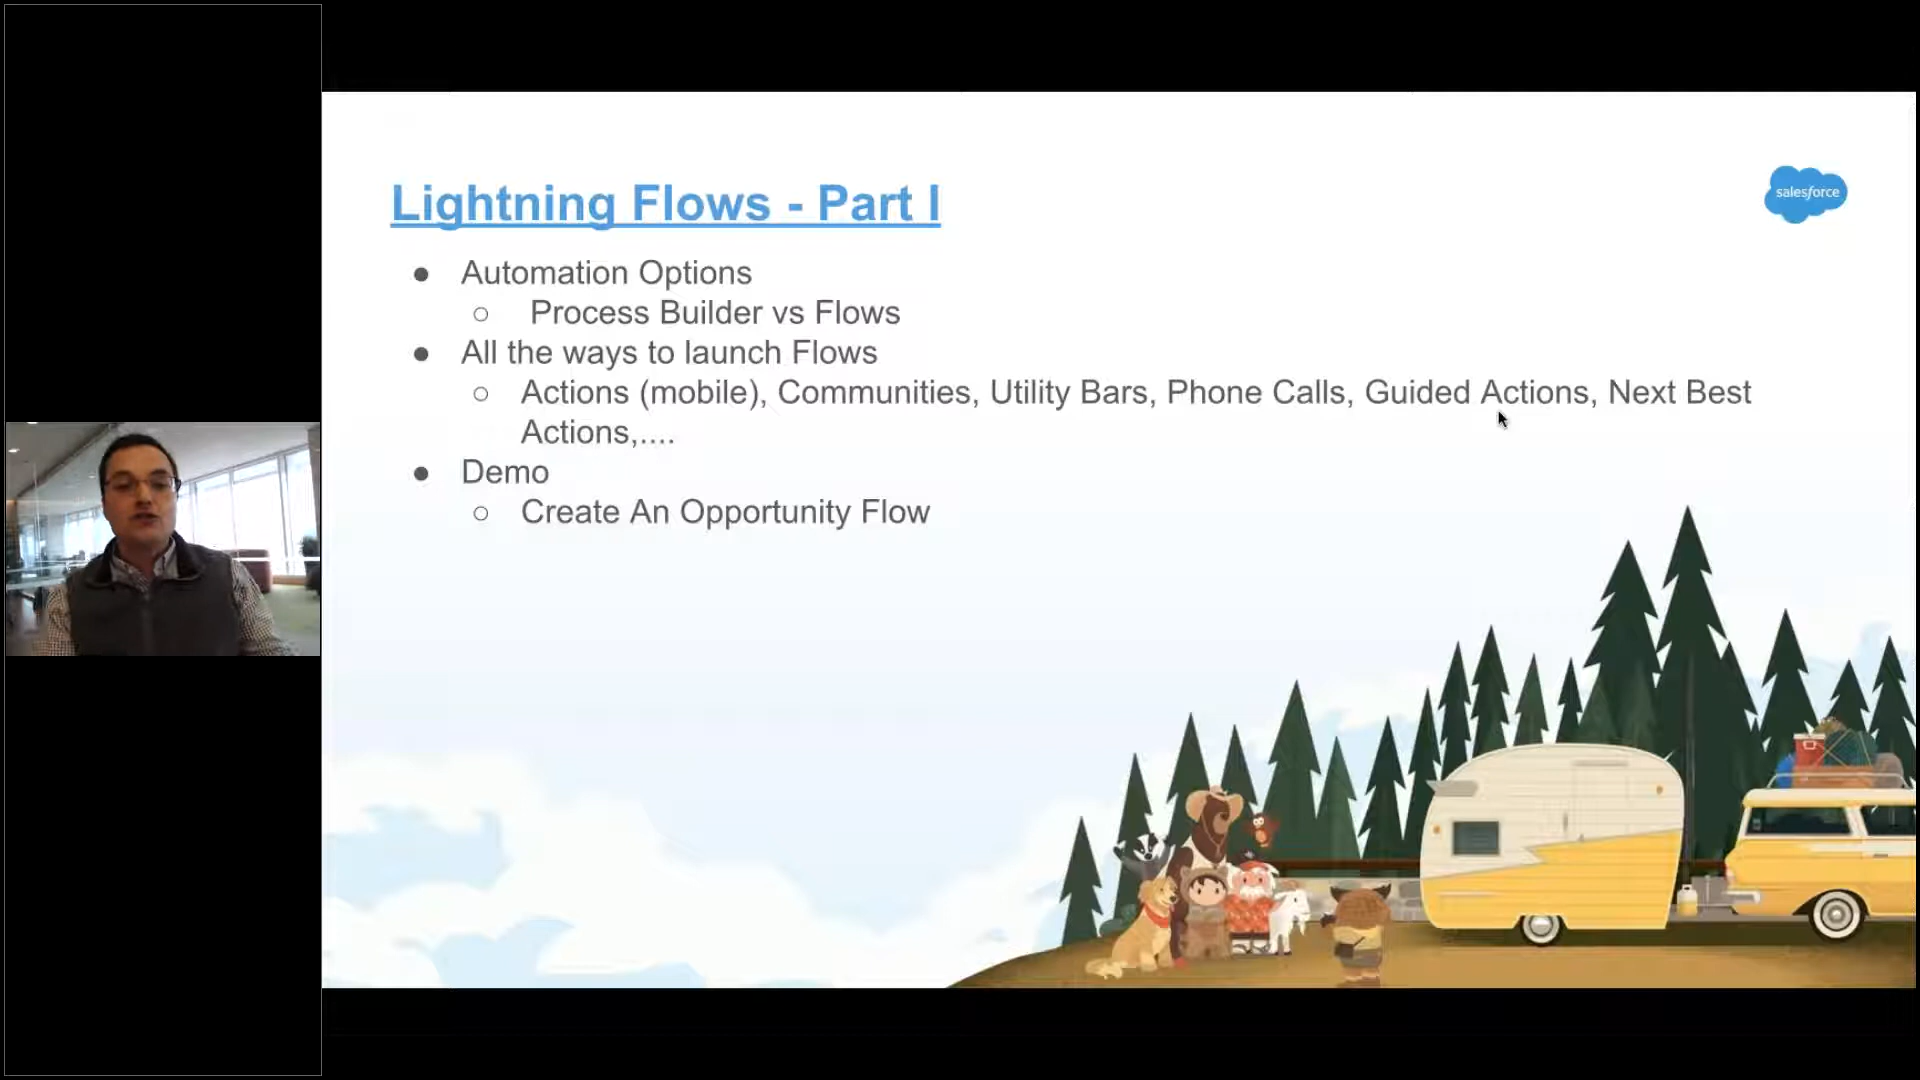 Lightning Flows - Part I
salesforce
● Automation Options
○ Process Builder vs Flows
● All the ways to launch Flows
○ Actions (mobile), Communities, Utility Bars, Phone Calls, Guided Actions, Next Best
Actions,....
● Demo
○ Create An Opportunity Flow